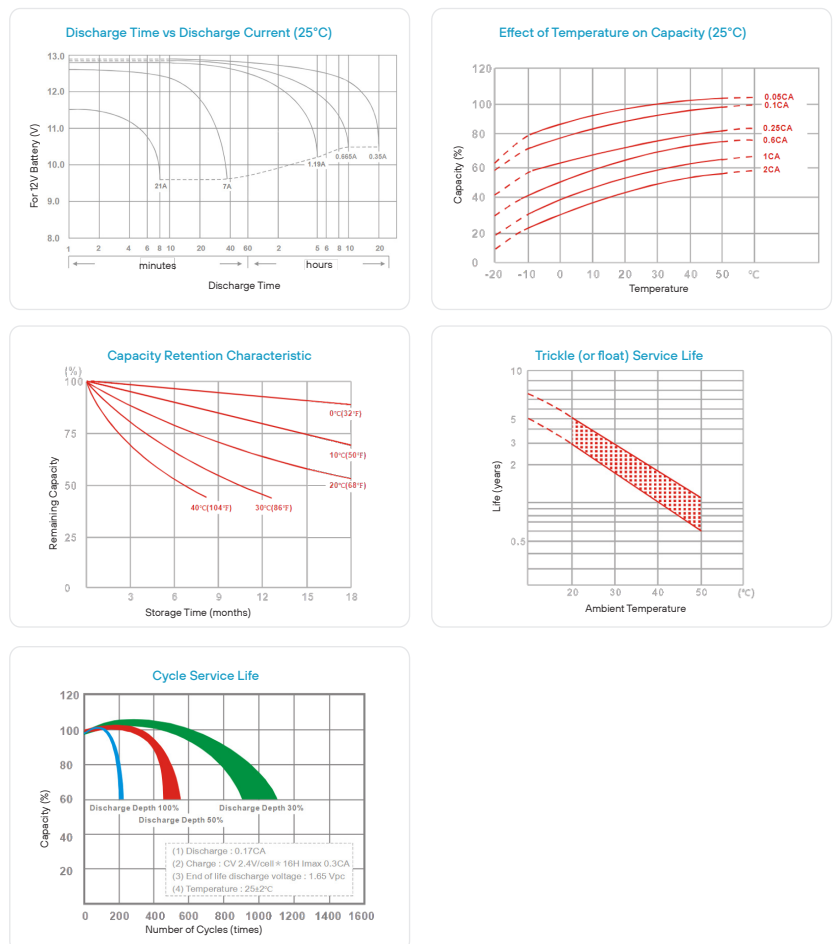 Discharge Time vs Discharge Current (25°C)
For 12V Battery (V)
13.0
12.0
11.0
10.0
9.0
8.0
21A
7A
1.19A
0.665A
0.35A
1 2 4 6 8 10 20 40 60 2 5 6 8 10 20
minutes
hours
Discharge Time
Effect of Temperature on Capacity (25°C)
Capacity (%)
120
100
80
60
40
20
0
0.05CA
0.1CA
0.25CA
0.6CA
1CA
2CA
-20 -10 0 10 20 30 40 50 °C
Temperature
Capacity Retention Characteristic
(%)
Remaining Capacity
100
75
50
25
0
0°C(32°F)
10°C(50°F)
20°C(68°F)
40°C(104°F)
30°C(86°F)
3 6 9 12 15 18
Storage Time (months)
Trickle (or float) Service Life
Life (years)
10
5
3
2
0.5
20 30 40 50 (°C)
Ambient Temperature
Cycle Service Life
Capacity (%)
120
100
80
60
40
20
Discharge Depth 100%
Discharge Depth 30%
Discharge Depth 50%
(1) Discharge : 0.17CA
(2) Charge : CV 2.4V/cell * 16H Imax 0.3CA
(3) End of life discharge voltage : 1.65 Vpc
(4) Temperature : 25±2°C
0 200 400 600 800 1000 1200 1400 1600
Number of Cycles (times)